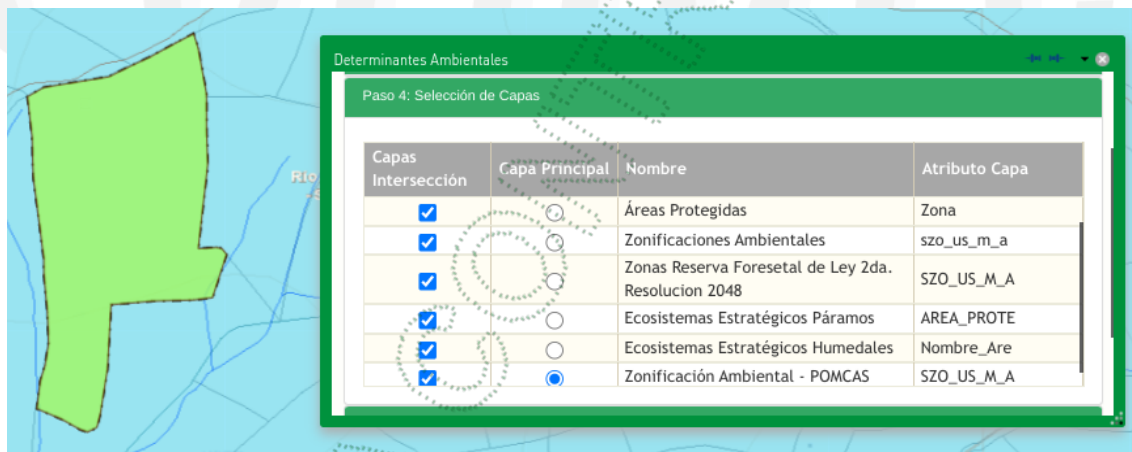 Determinantes Ambientales
Paso 4: Selección de Capas
Capas
Intersección
Capa Principal
Nombre
Atributo Capa
Áreas Protegidas
Zona
Zonificaciones Ambientales
szo_us_m_a
Zonas Reserva Foresetal de Ley 2da.
Resolucion 2048
SZO_US_M_A
Ecosistemas Estratégicos Páramos
AREA_PROTE
Ecosistemas Estratégicos Humedales
Nombre_Are
Zonificación Ambiental - POMCAS
SZO_US_M_A
Rio